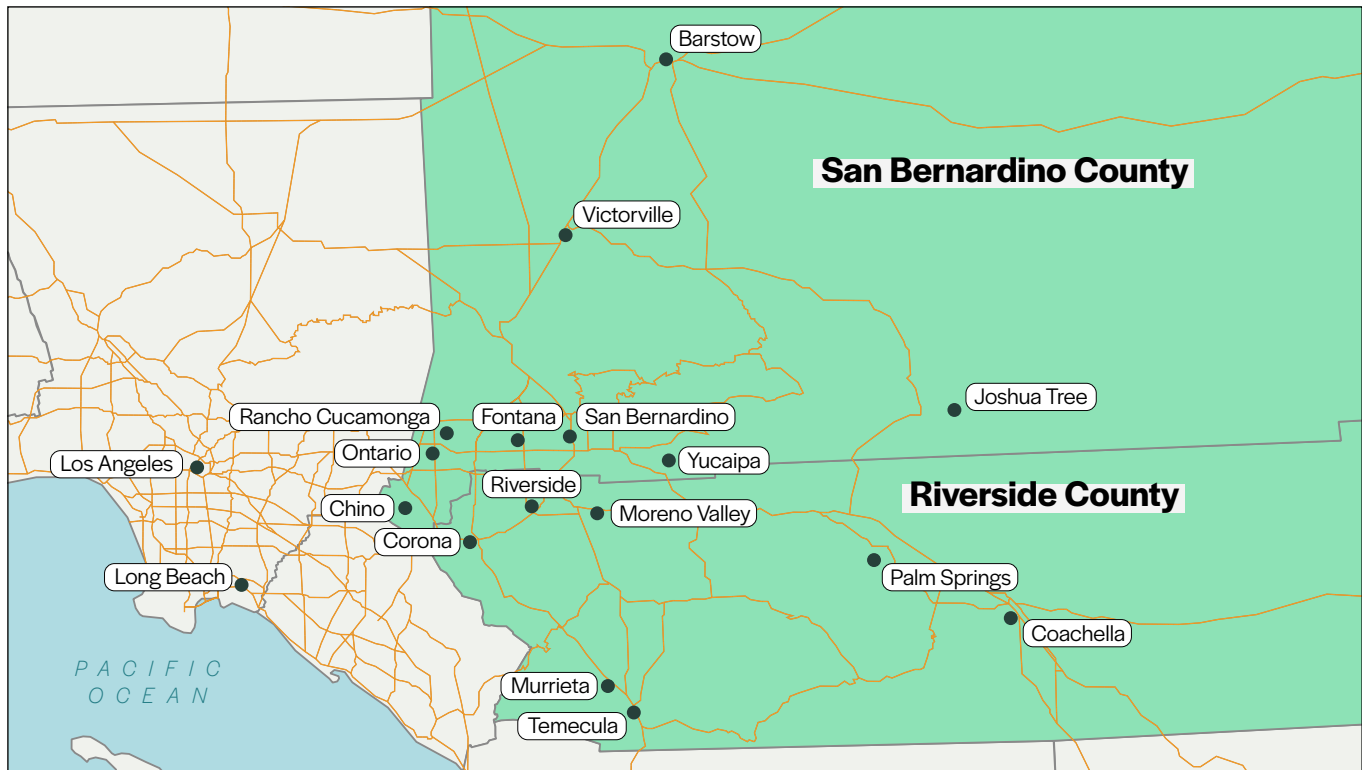 Barstow
San Bernardino County
Victorville
Joshua Tree
Rancho Cucamonga
Fontana
San Bernardino
Ontario
Los Angeles
Yucaipa
Riverside
Riverside County
Chino
Moreno Valley
Corona
Long Beach
Palm Springs
Coachella
PACIFIC
OCEAN
Murrieta
Temecula